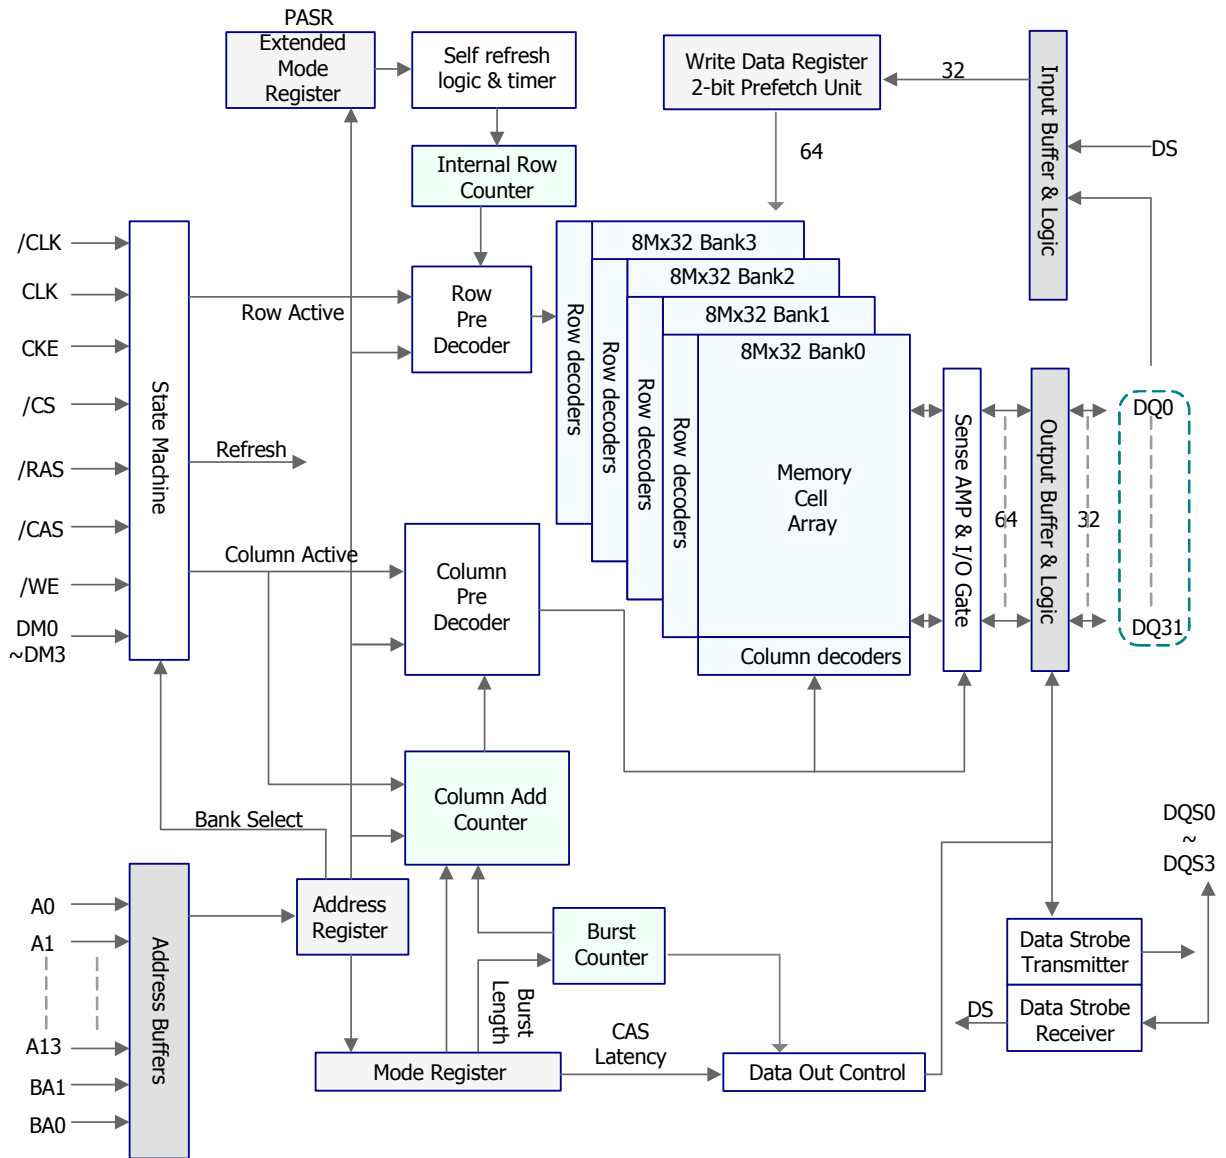 PASR
Extended
Mode
Register
Self refresh
logic & timer
Internal Row
Counter
Write Data Register
2-bit Prefetch Unit
32
64
Input Buffer & Logic
DS
/CLK
CLK
CKE
/CS
/RAS
/CAS
/WE
DM0
~DM3
State Machine
Row Active
Refresh
Column Active
Row
Pre
Decoder
Column
Pre
Decoder
8Mx32 Bank3
8Mx32 Bank2
8Mx32 Bank1
8Mx32 Bank0
Row decoders
Row decoders
Row decoders
Row decoders
Memory
Cell
Array
Column decoders
Sense AMP & I/O Gate
64
Output Buffer & Logic
32
DQ0
DQ31
Column Add
Counter
Bank Select
A0
A1
A13
BA1
BA0
Address Buffers
Address
Register
Burst
Counter
Burst
Length
CAS
Latency
Mode Register
Data Out Control
DQS0
~
DQS3
Data Strobe
Transmitter
Data Strobe
Receiver
DS